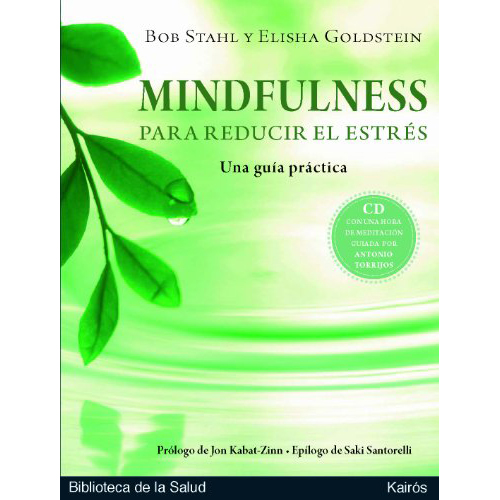 BOB STAHL Y ELISHA GOLDSTEIN
MINDFULNESS
PARA REDUCIR EL ESTRÉS
Una guía práctica
CD
CON UNA HORA
DE MEDITACIÓN
GUIADA POR
ANTONIO
TORRIJOS
Prólogo de Jon Kabat-Zinn • Epílogo de Saki Santorelli
Biblioteca de la Salud
Kairós